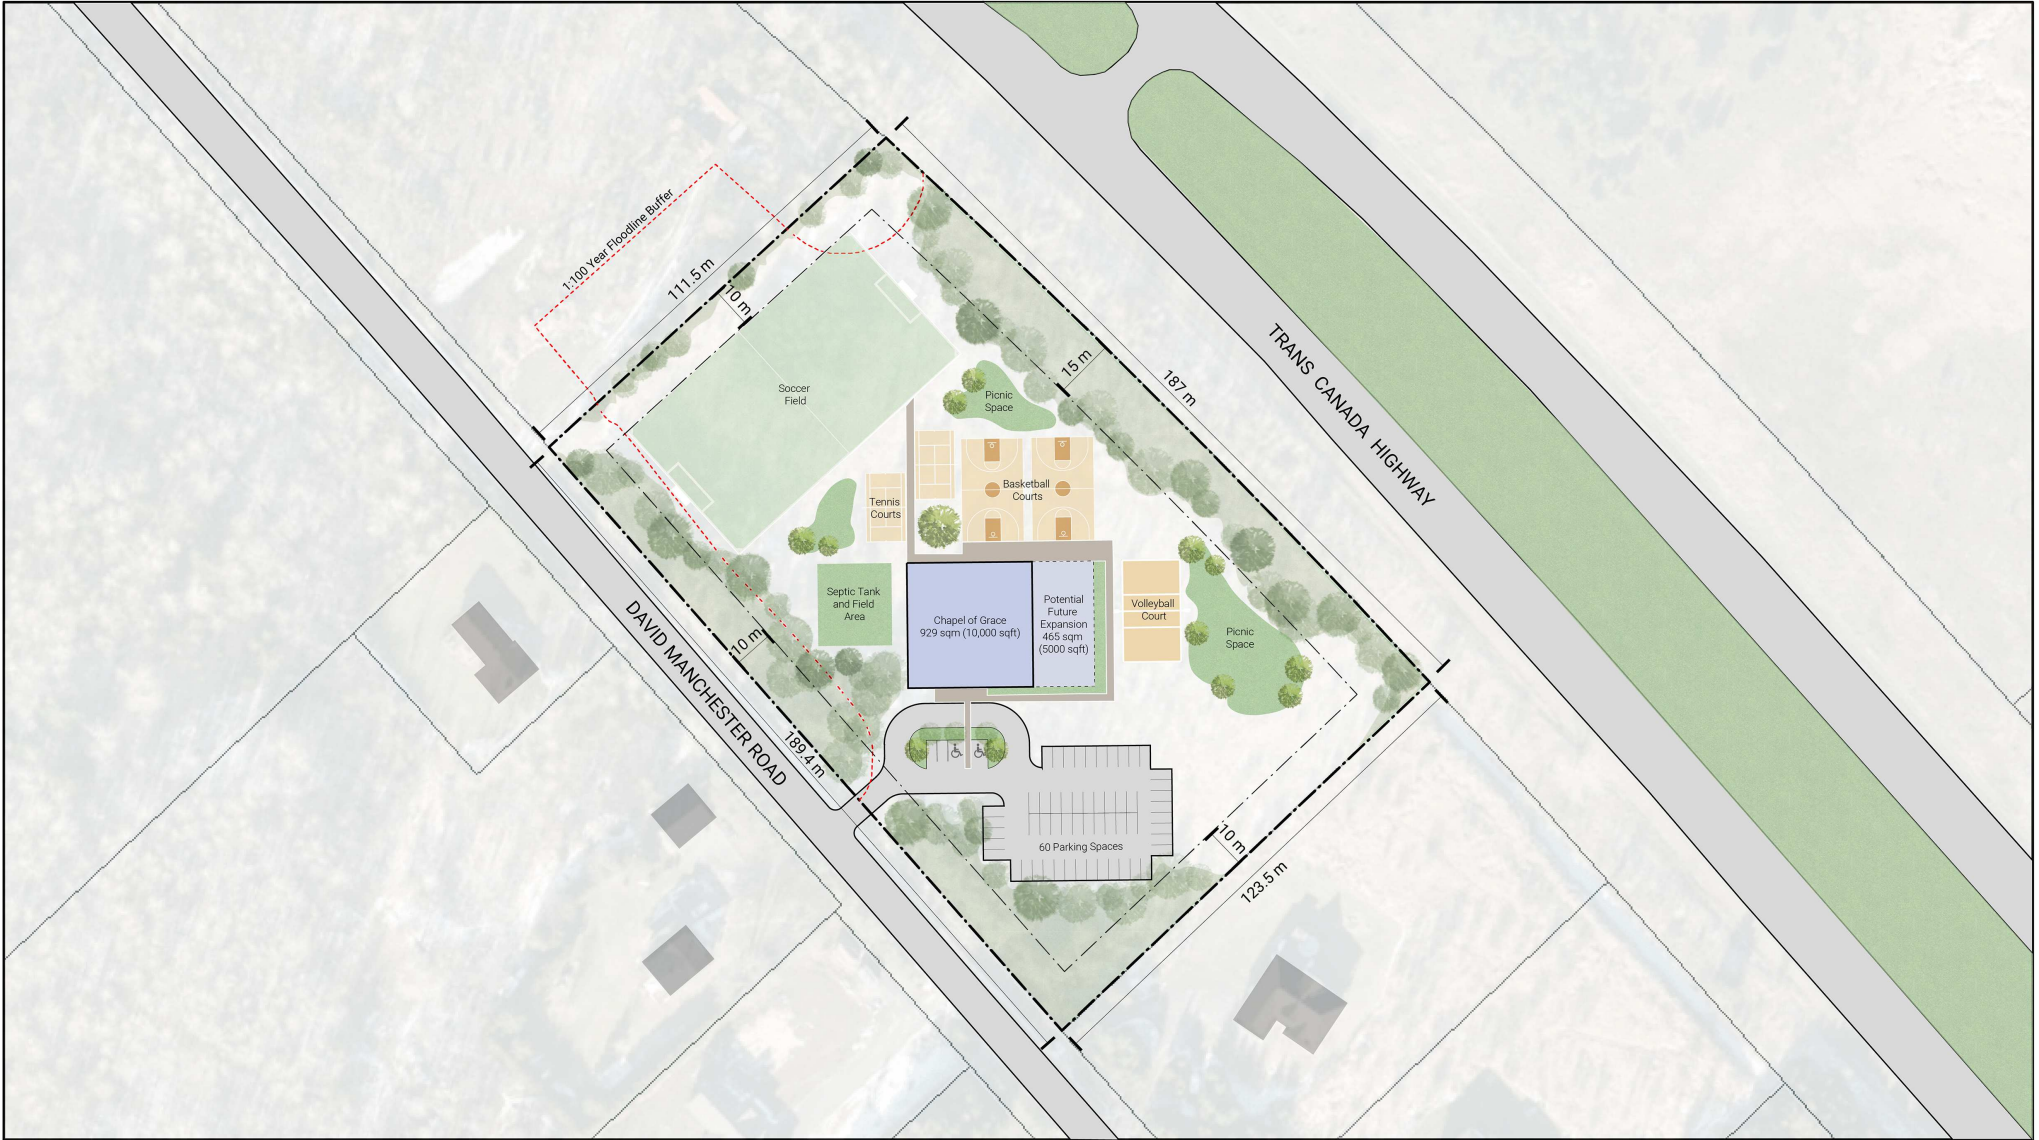 1:100 Year Floodline Buffer
111.5 m
10 m
Soccer
Field
15 m
187 m
TRANS CANADA HIGHWAY
Picnic
Space
Tennis
Courts
Basketball
Courts
Septic Tank
and Field
Area
Chapel of Grace
929 sqm (10,000 sqft)
Potential
Future
Expansion
465 sqm
(5000 sqft)
Volleyball
Court
Picnic
Space
10 m
DAVID MANCHESTER ROAD
189.4 m
60 Parking Spaces
10 m
123.5 m